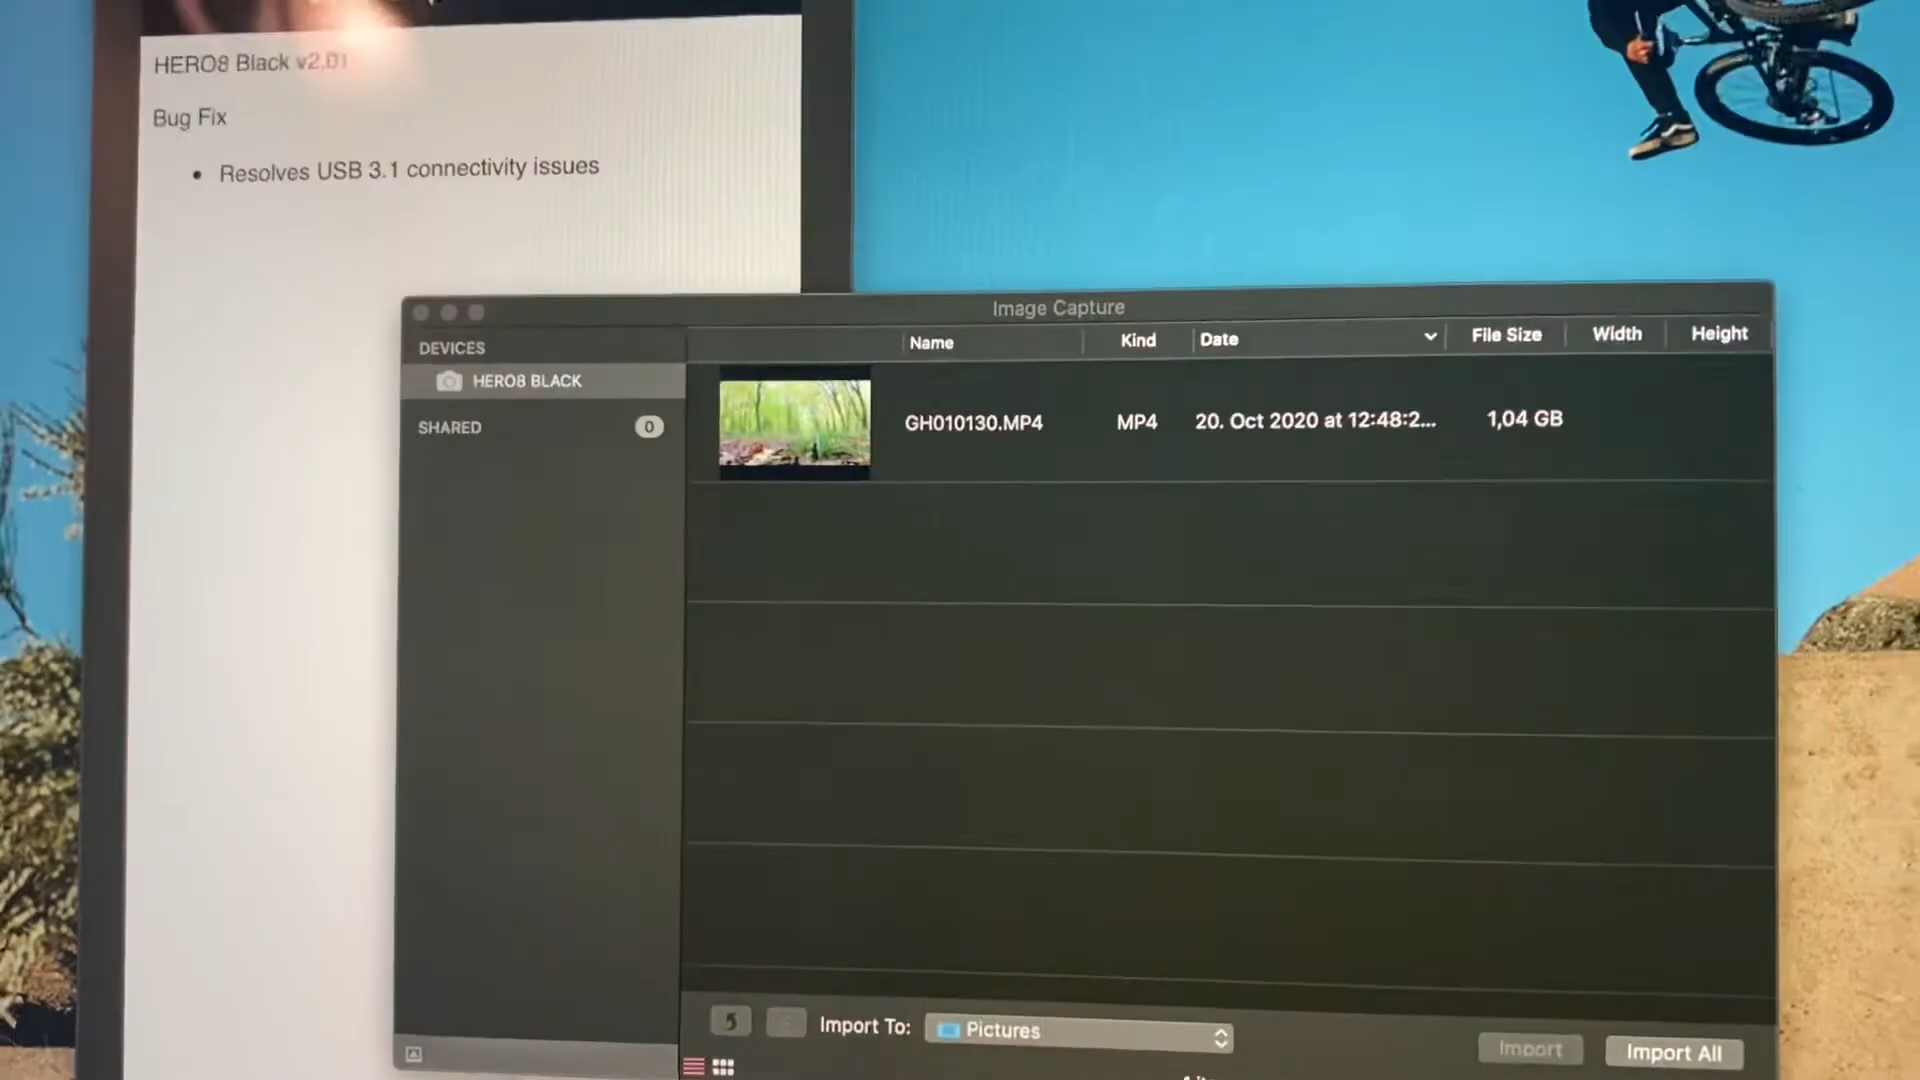 HERO8 Black v2.01
Bug Fix
• Resolves USB 3.1 connectivity issues
Image Capture
DEVICES
HERO8 BLACK
SHARED
0
Name Kind Date File Size Width Height
GH010130.MP4 MP4 20. Oct 2020 at 12:48:2... 1,04 GB
Import To: Pictures
Import
Import All